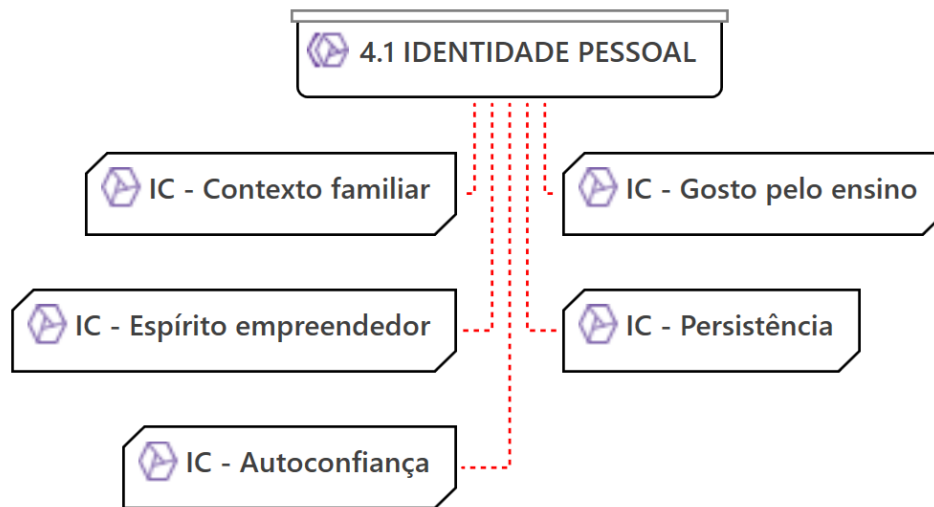 4.1 IDENTIDADE PESSOAL
IC - Contexto familiar
IC - Gosto pelo ensino
IC - Espírito empreendedor
IC - Persistência
IC - Autoconfiança